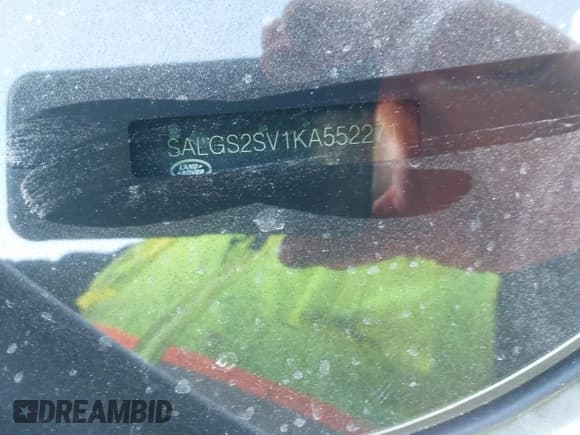 SALGS2SV1KA552271
LAND
ROVER
DREAMBID